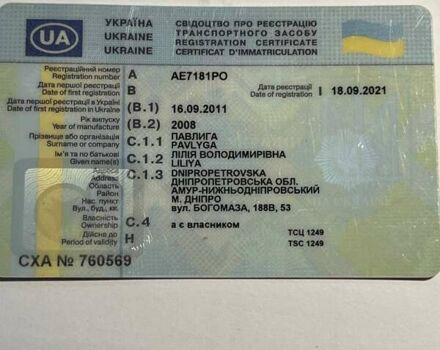 UA
УКРАЇНА
UKRAINE
UKRAINE
СВІДОЦТВО ПРО РЕЄСТРАЦІЮ
ТРАНСПОРТНОГО ЗАСОБУ
REGISTRATION CERTIFICATE
CERTIFICAT D'IMMATRICULATION
Реєстраційний номер A AE7181PO
Registration number
Дата першої реєстрації B Дата реєстрації I 18.09.2021
Date of first registration Date of registration
Дата першої реєстрації в Україні (B.1) 16.09.2011
Date of first registration in Ukraine
Рік випуску (B.2) 2008
Year of manufacture
Прізвище або організація C.1.1 ПАВЛИГА
Surname or company PAVLYGA
Ім'я та по батькові C.1.2 ЛІЛІЯ ВОЛОДИМИРІВНА
Given name(s) LILIYA
Address C.1.3 DNIPROPETROVSKA
Область ДНІПРОПЕТРОВСЬКА ОБЛ.
Район АМУР-НИЖНЬОДНІПРОВСЬКИЙ
Нас. пункт М. ДНІПРО
Вул., буд., кв. вул. БОГОМАЗА, 188В, 53
Власність C.4 а є власником
Ownership
Дійсне до H ТСЦ 1249
Period of validity TSC 1249
СХА № 760569